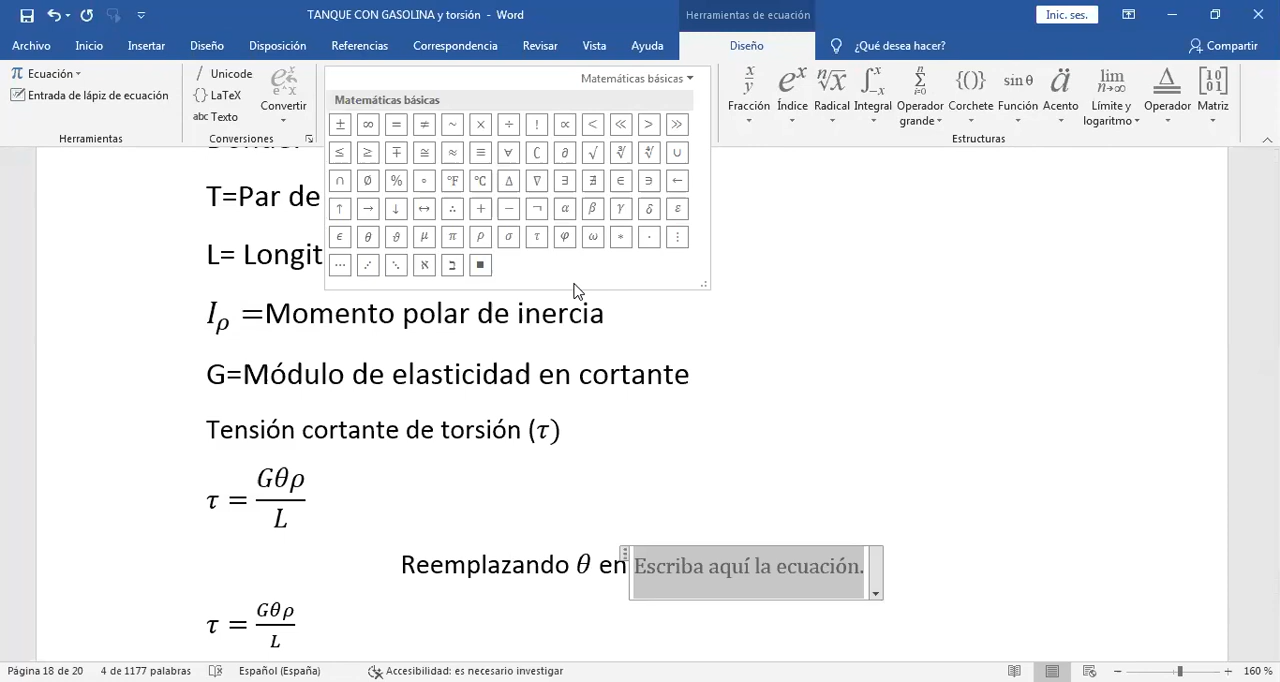 TANQUE CON GASOLINA y torsión - Word
Herramientas de ecuación
Inic. ses.
Archivo Inicio Insertar Diseño Disposición Referencias Correspondencia Revisar Vista Ayuda Diseño ¿Qué desea hacer? Compartir
π Ecuación
Entrada de lápiz de ecuación
Herramientas
/ Unicode
{} LaTeX
abc Texto
Convertir
Conversiones
Matemáticas básicas
Matemáticas básicas
± ∞ = ≠ ~ × ÷ ! ∝ < ≪ > ≫
≤ ≥ ∓ ≅ ≈ ≡ ∀ ∁ ∂ √ ∛ ∜ ∪
∩ ∅ % ° °F °C ∆ ∇ ∃ ∄ ∈ ∋ ←
↑ → ↓ ↔ ∴ + − ¬ α β γ δ ε
ϵ θ ϑ μ π ρ σ τ φ ω * ∙ ⋮
⋯ ⋰ ⋱ ℵ ℶ ■
Fracción Índice Radical Integral Operador grande Corchete Función Acento Límite y logaritmo Operador Matriz
Estructuras
T=Par de
L= Longit
Iρ =Momento polar de inercia
G=Módulo de elasticidad en cortante
Tensión cortante de torsión (τ)
τ = Gθρ/L
Reemplazando θ en Escriba aquí la ecuación.
τ = Gθρ/L
Página 18 de 20 4 de 1177 palabras Español (España) Accesibilidad: es necesario investigar 160 %